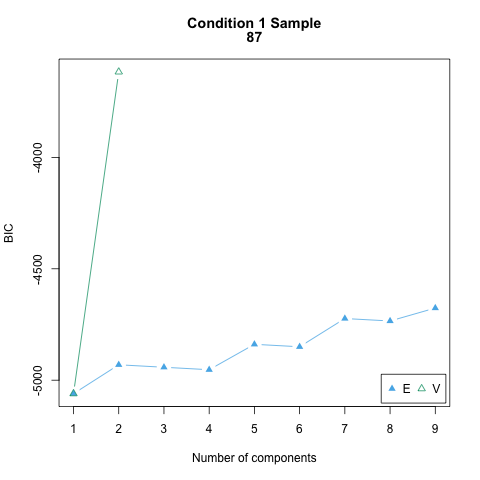 Condition 1 Sample
87
BIC
-4000
-4500
-5000
E V
1 2 3 4 5 6 7 8 9
Number of components